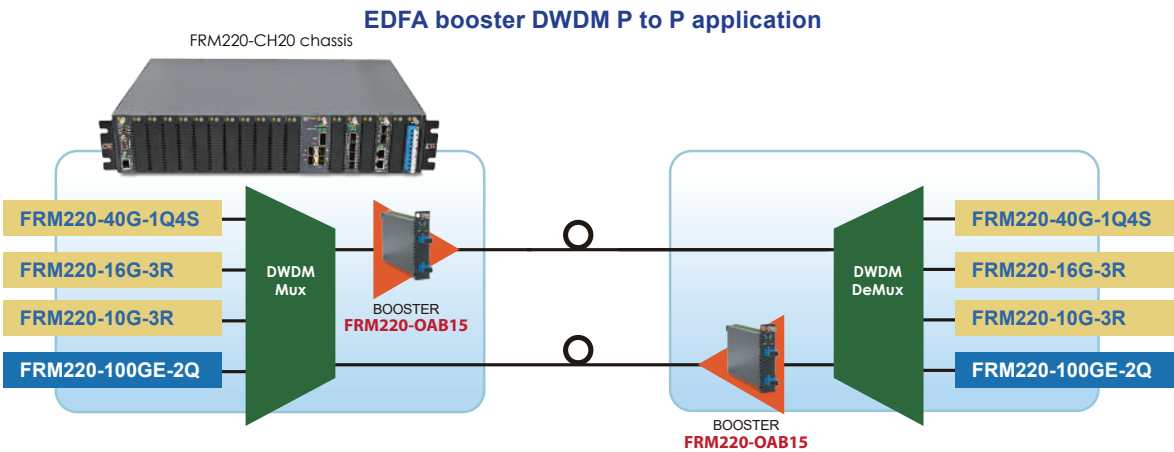 EDFA booster DWDM P to P application
FRM220-CH20 chassis
FRM220-40G-1Q4S
FRM220-16G-3R
FRM220-10G-3R
FRM220-100GE-2Q
DWDM
Mux
BOOSTER
FRM220-OAB15
BOOSTER
FRM220-OAB15
DWDM
DeMux
FRM220-40G-1Q4S
FRM220-16G-3R
FRM220-10G-3R
FRM220-100GE-2Q